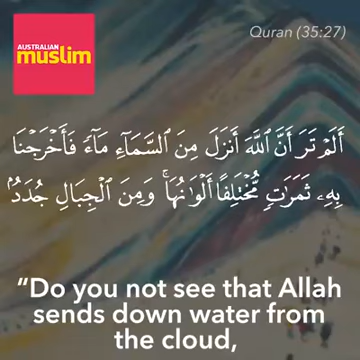 AUSTRALIAN
muslim
Quran (35:27)
أَلَمْ تَرَ أَنَّ ٱللَّهَ أَنزَلَ مِنَ ٱلسَّمَآءِ مَآءً فَأَخْرَجْنَا
بِهِۦ ثَمَرَٰتٍ مُّخْتَلِفًا أَلْوَٰنُهَا ۚ وَمِنَ ٱلْجِبَالِ جُدَدٌۢ
“Do you not see that Allah
sends down water from
the cloud,